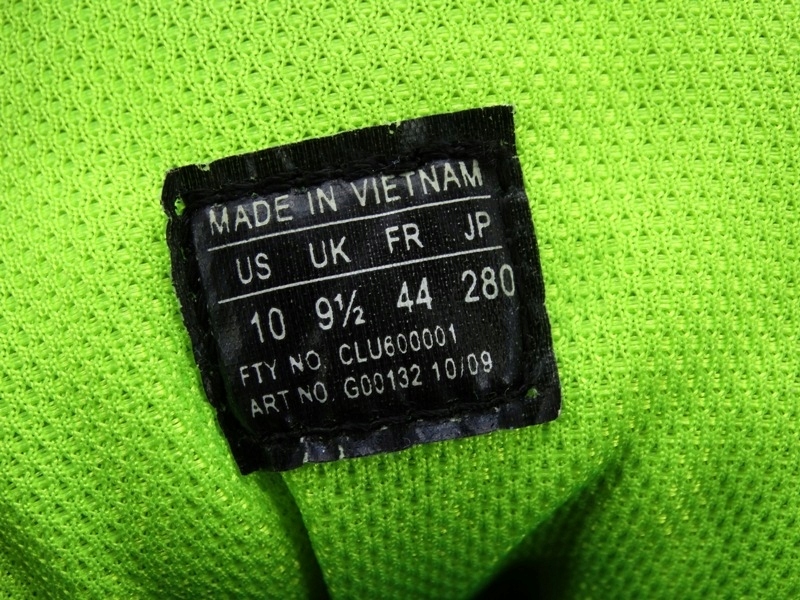 MADE IN VIETNAM
US UK FR JP
10 9½ 44 280
FTY NO CLU600001
ART NO G00132 10/09